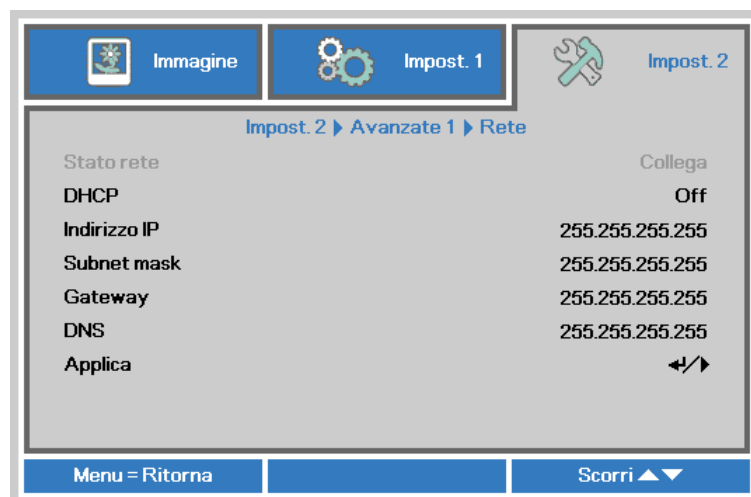 Immagine
Impost. 1
Impost. 2
Impost. 2 ▶ Avanzate 1 ▶ Rete
Stato rete Collega
DHCP Off
Indirizzo IP 255.255.255.255
Subnet mask 255.255.255.255
Gateway 255.255.255.255
DNS 255.255.255.255
Applica ↵/▶
Menu = Ritorna
Scorri ▲▼